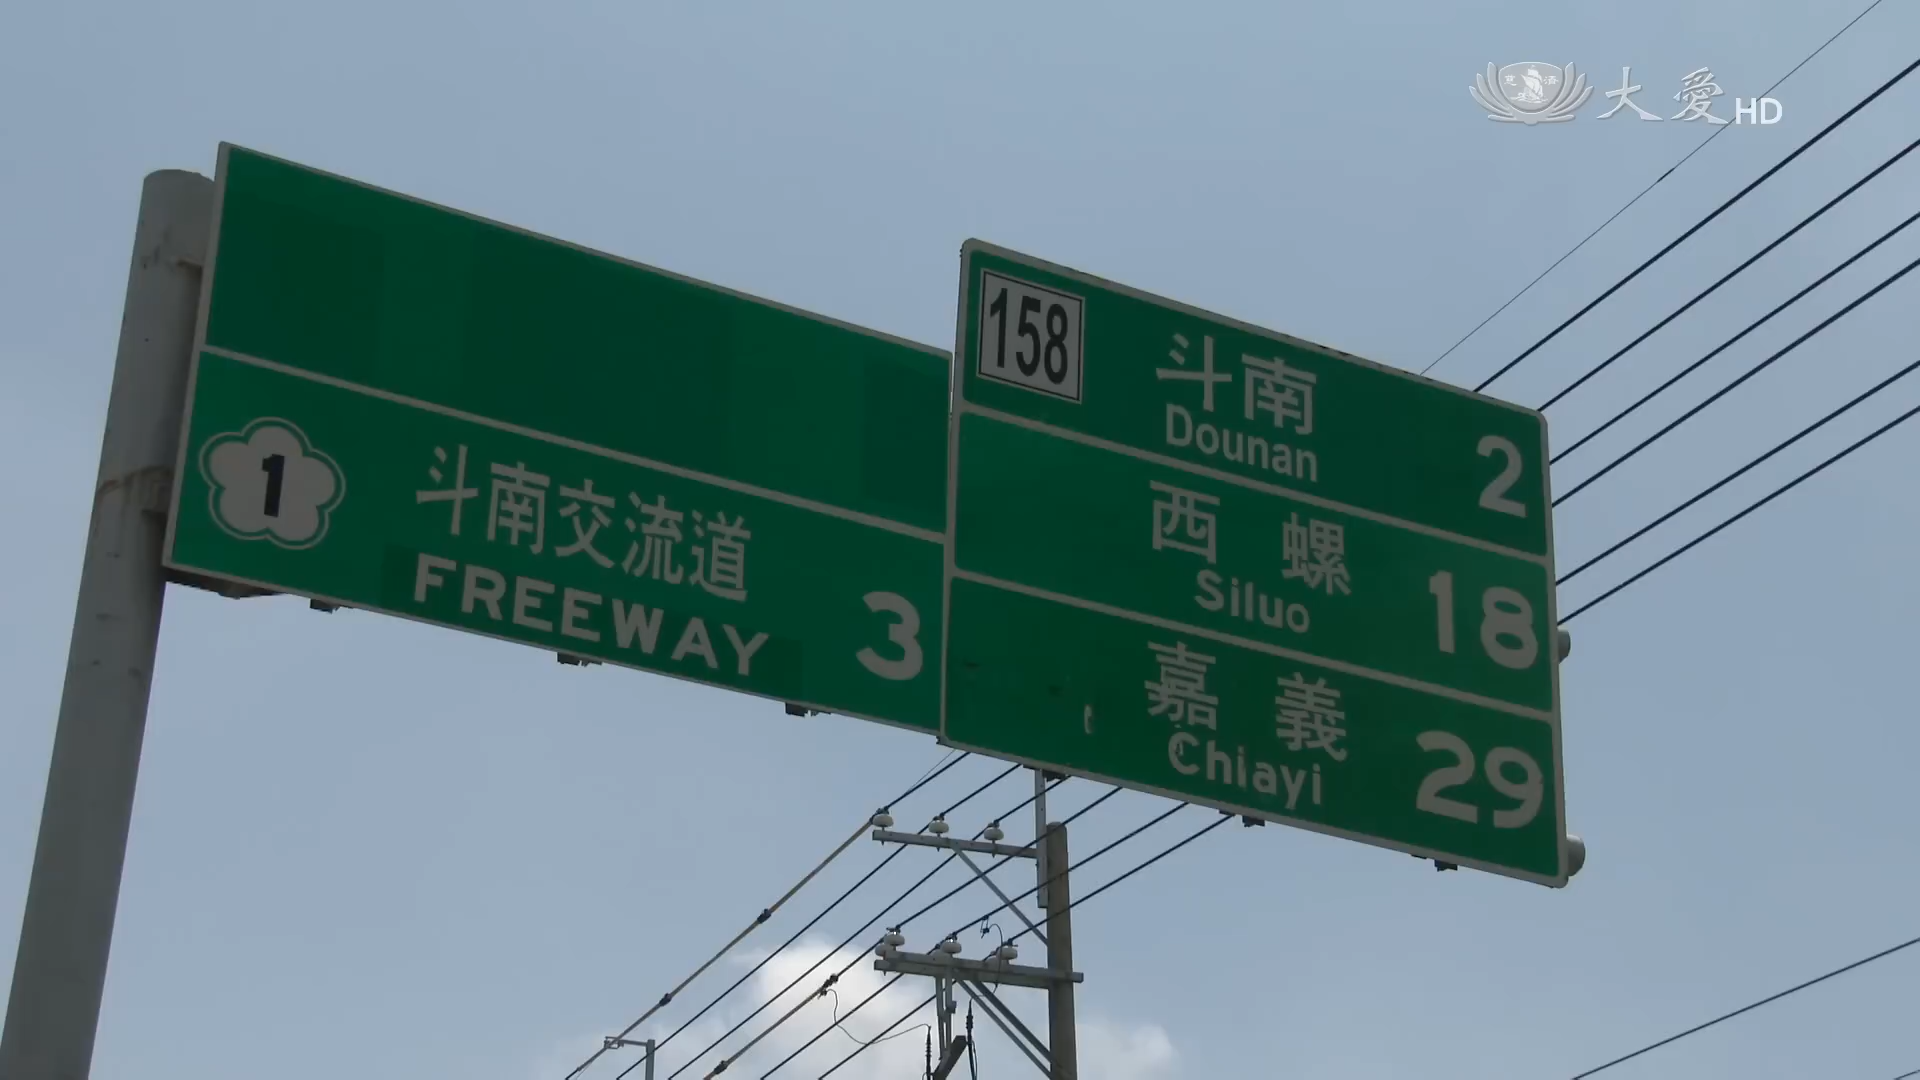 大愛HD
1
斗南交流道
FREEWAY 3
158
斗南
Dounan 2
西螺
Siluo 18
嘉義
Chiayi 29